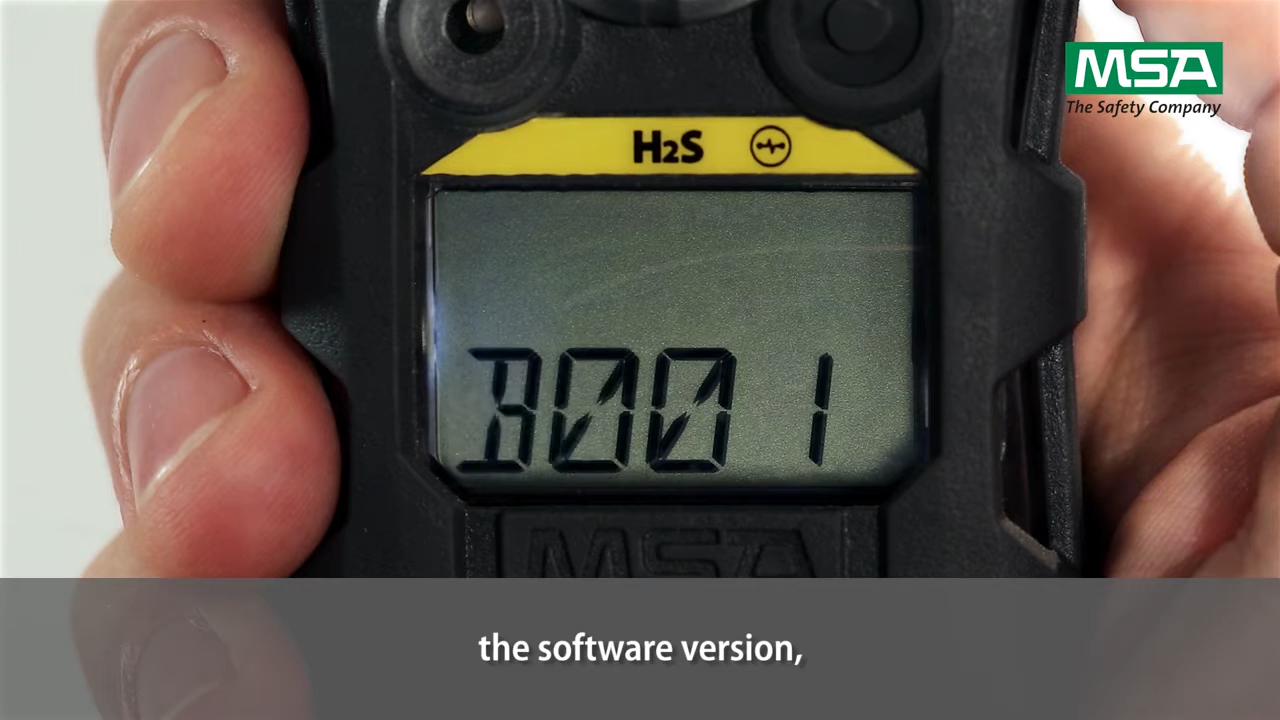 MSA
The Safety Company
H2S
B001
MSA
the software version,